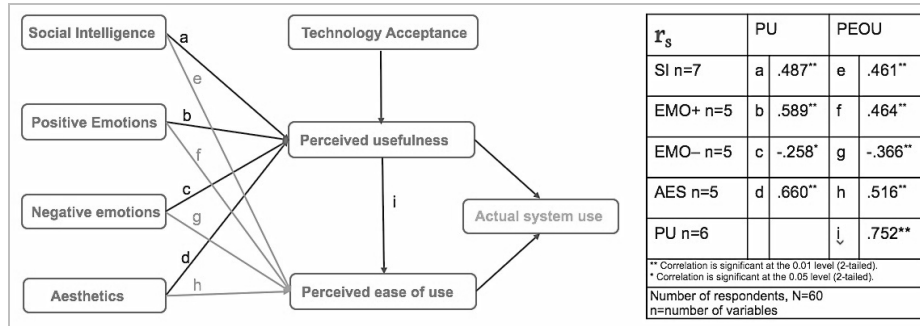 Social Intelligence
Technology Acceptance
a
e
Positive Emotions
b
Perceived usefulness
f
c
i
Negative emotions
g
Actual system use
d
Aesthetics
h
Perceived ease of use
rs PU PEOU
SI n=7 a .487** e .461**
EMO+ n=5 b .589** f .464**
EMO– n=5 c -.258* g -.366**
AES n=5 d .660** h .516**
PU n=6 i .752**
** Correlation is significant at the 0.01 level (2-tailed).
* Correlation is significant at the 0.05 level (2-tailed).
Number of respondents, N=60
n=number of variables